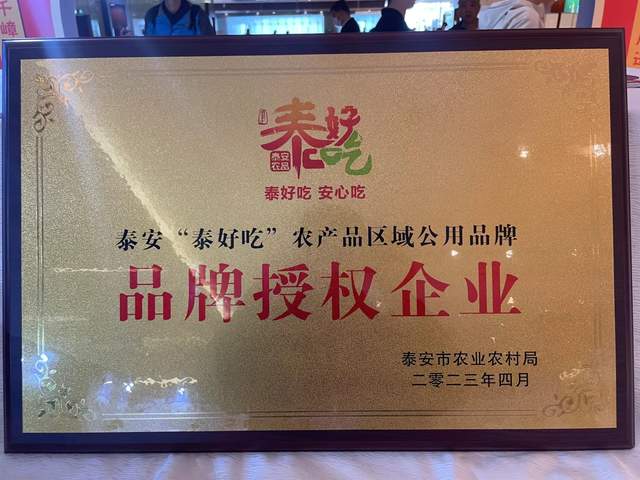 千
嶂
泰好吃
泰安
农品
泰好吃 安心吃
泰安“泰好吃”农产品区域公用品牌
品牌授权企业
泰安市农业农村局
二零二三年四月